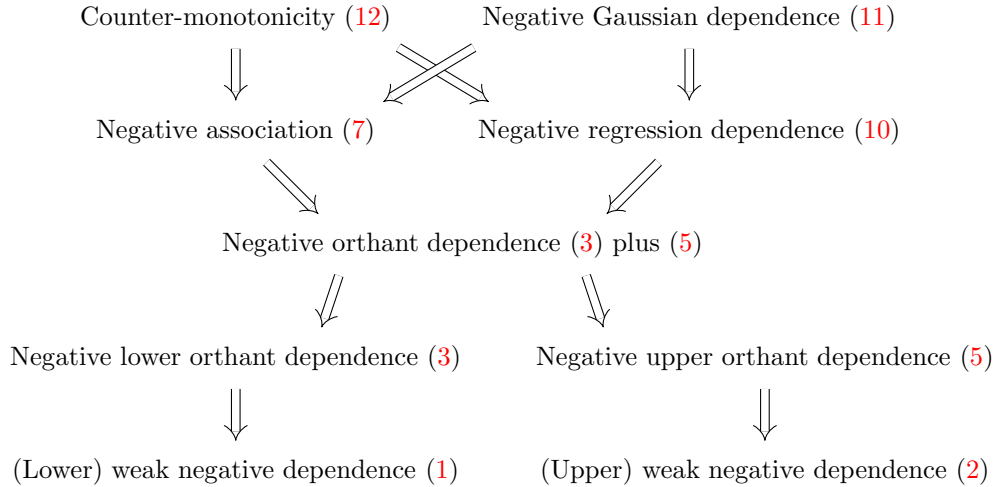 Counter-monotonicity (12) Negative Gaussian dependence (11)
Negative association (7) Negative regression dependence (10)
Negative orthant dependence (3) plus (5)
Negative lower orthant dependence (3) Negative upper orthant dependence (5)
(Lower) weak negative dependence (1) (Upper) weak negative dependence (2)